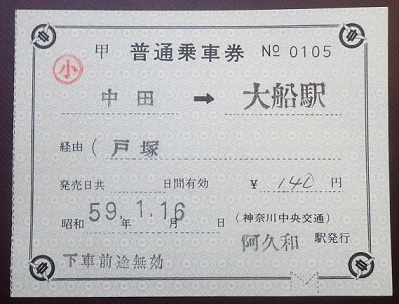 甲 普通乗車券 № 0105
小
中田 → 大船駅
経由 ( 戸塚
発売日共 日間有効 ¥ 140 円
昭和 59.1.16 年 月 日 (神奈川中央交通)
阿久和 駅発行
下車前途無効